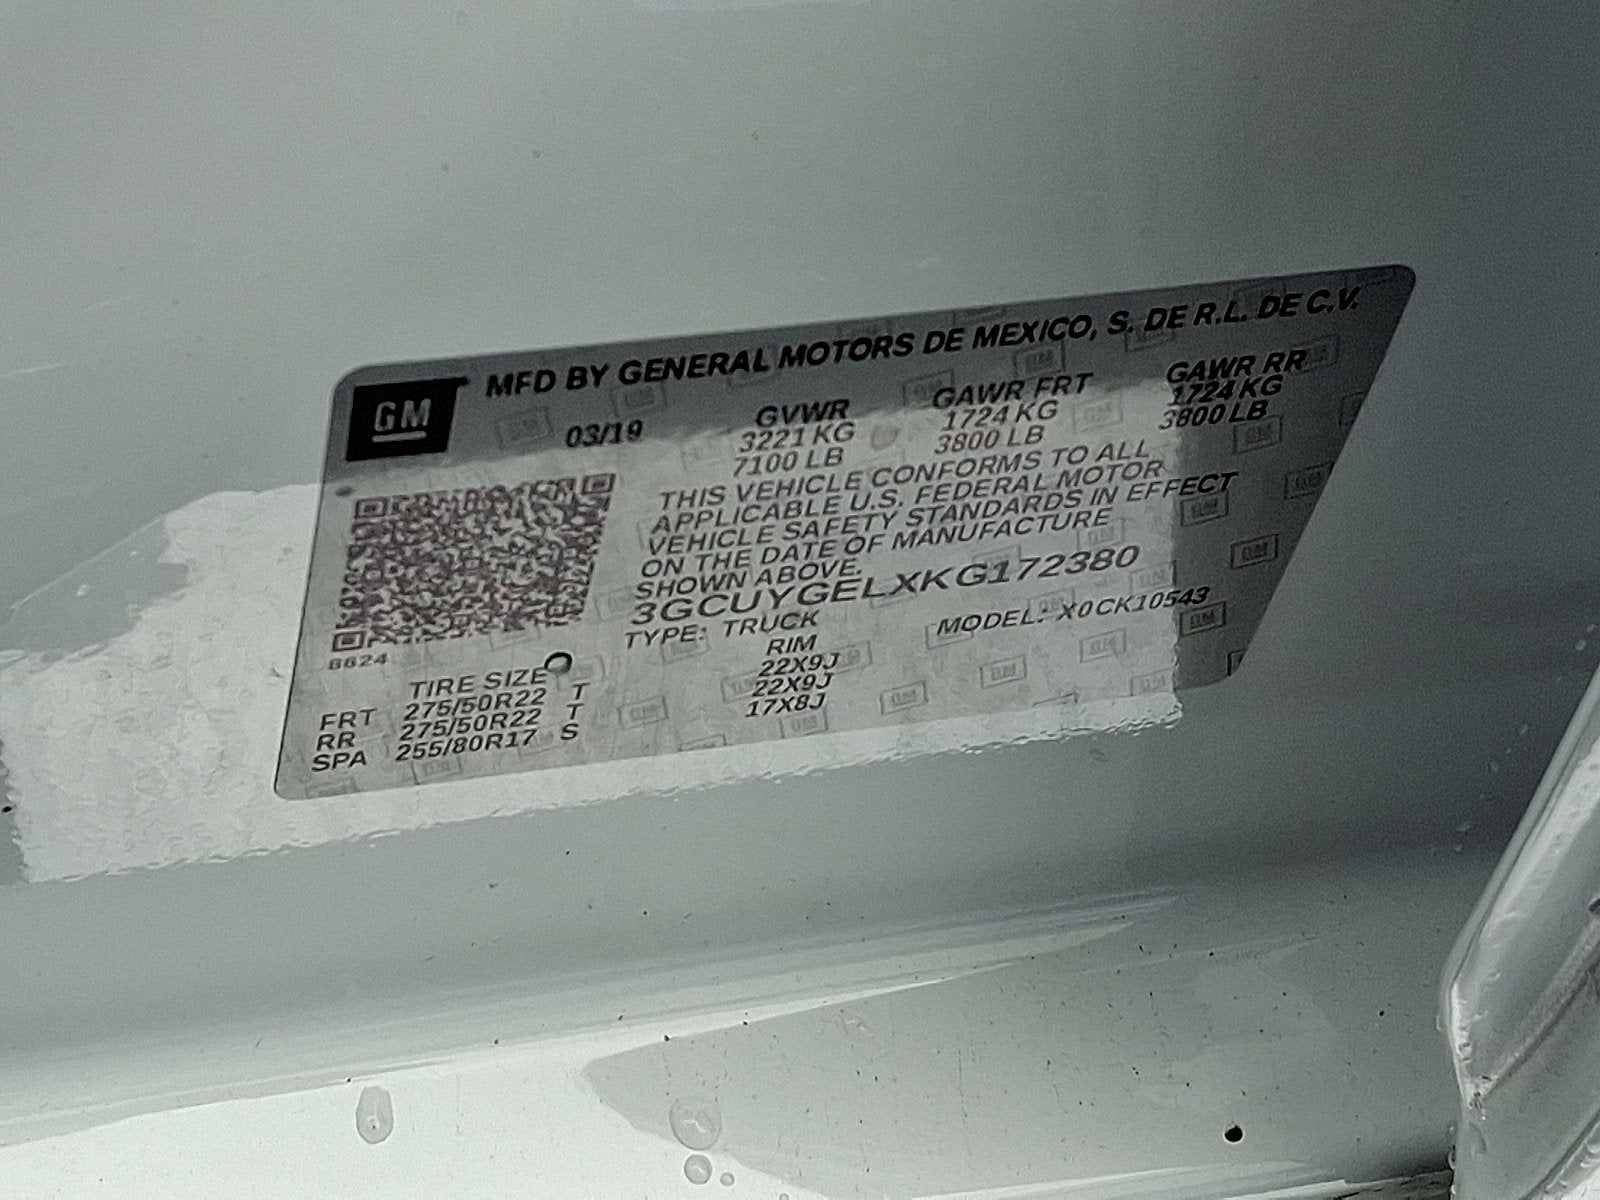 GM
MFD BY GENERAL MOTORS DE MEXICO, S. DE R.L. DE C.V.
03/19 GVWR GAWR FRT GAWR RR
3221 KG 1724 KG 1724 KG
7100 LB 3800 LB 3800 LB
THIS VEHICLE CONFORMS TO ALL
APPLICABLE U.S. FEDERAL MOTOR
VEHICLE SAFETY STANDARDS IN EFFECT
ON THE DATE OF MANUFACTURE
SHOWN ABOVE.
3GCUYGELXKG172380
TYPE: TRUCK MODEL: X0CK10543
8624
TIRE SIZE RIM
FRT 275/50R22 T 22X9J
RR 275/50R22 T 22X9J
SPA 255/80R17 S 17X8J